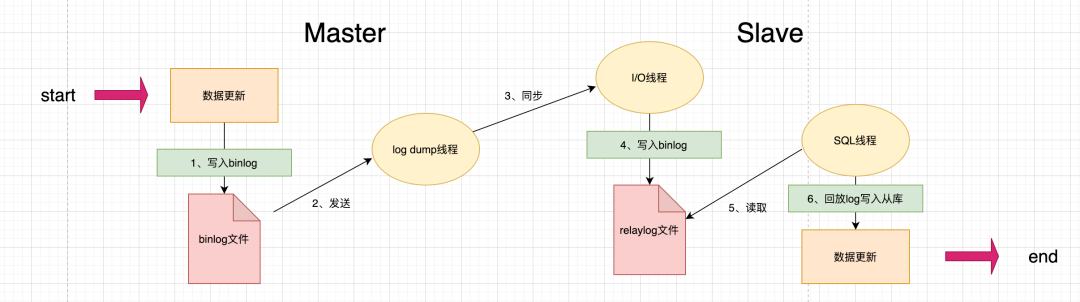 Master
Slave
start
数据更新
1、写入binlog
binlog文件
2、发送
log dump线程
3、同步
I/O线程
4、写入binlog
relaylog文件
5、读取
SQL线程
6、回放log写入从库
数据更新
end